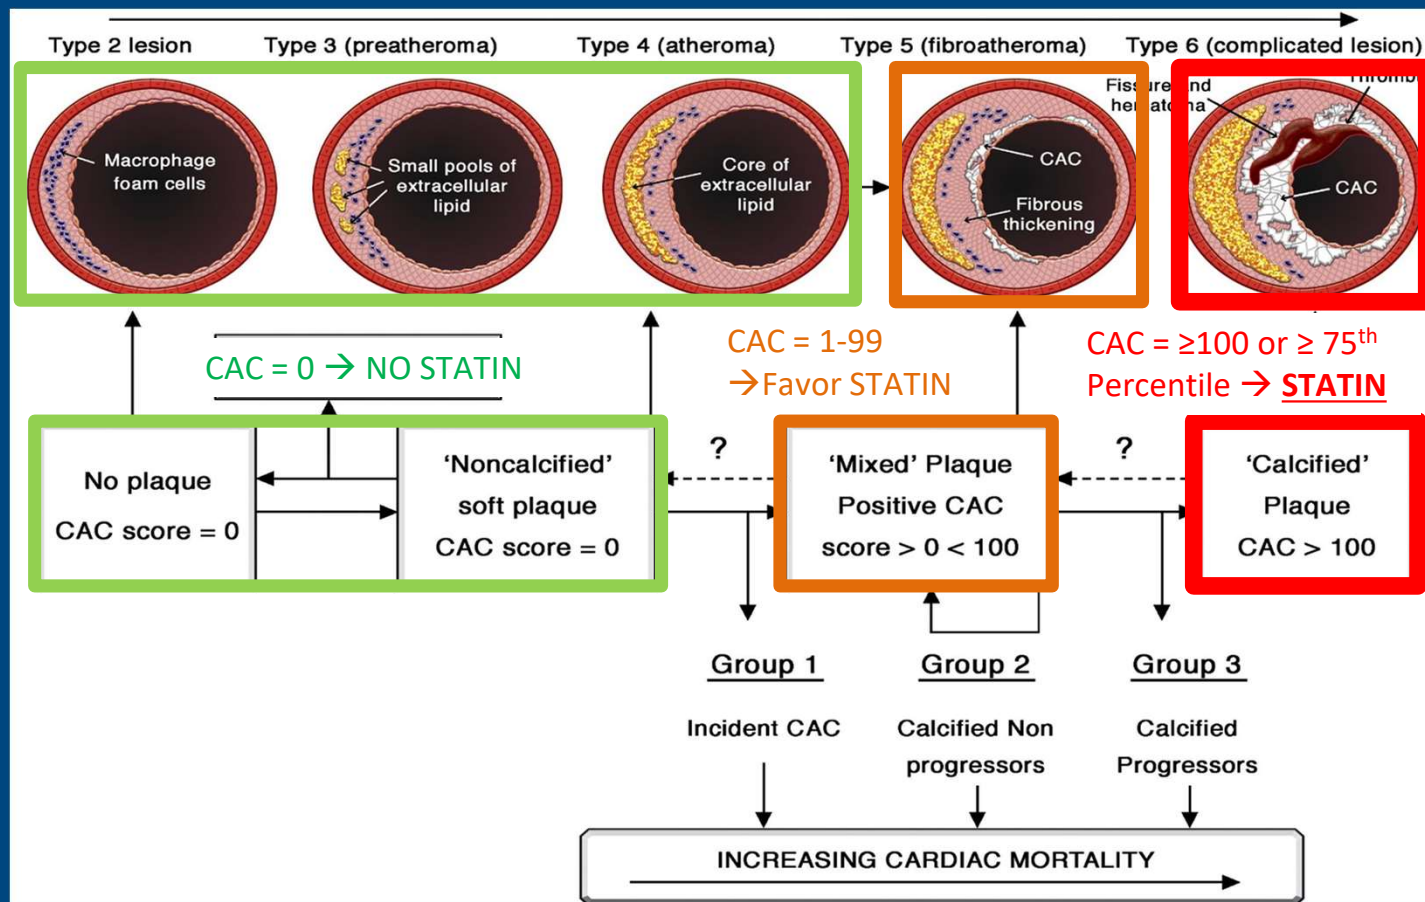 Type 2 lesion
Type 3 (preatheroma)
Type 4 (atheroma)
Type 5 (fibroatheroma)
Type 6 (complicated lesion)
Macrophage
foam cells
Small pools of
extracellular
lipid
Core of
extracellular
lipid
CAC
Fibrous
thickening
Fissure and
hematoma
CAC
CAC = 0 → NO STATIN
CAC = 1-99
→Favor STATIN
CAC = ≥100 or ≥ 75th
Percentile → STATIN
No plaque
CAC score = 0
'Noncalcified'
soft plaque
CAC score = 0
?
'Mixed' Plaque
Positive CAC
score > 0 < 100
?
'Calcified'
Plaque
CAC > 100
Group 1
Incident CAC
Group 2
Calcified Non
progressors
Group 3
Calcified
Progressors
INCREASING CARDIAC MORTALITY